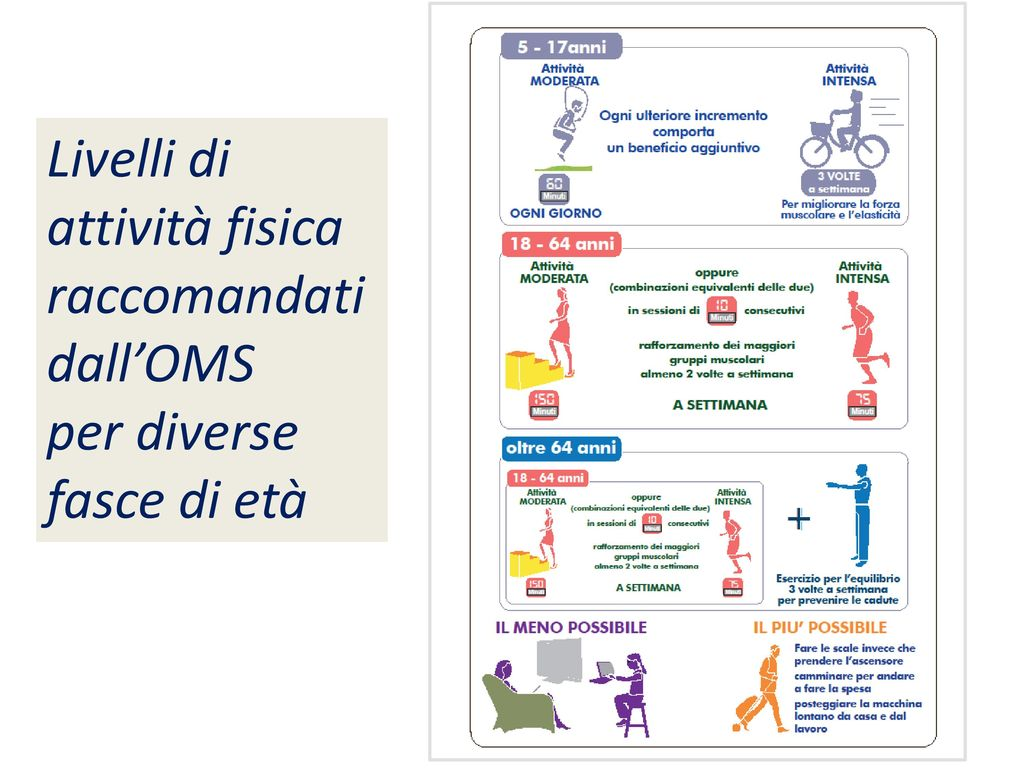 Livelli di
attività fisica
raccomandati
dall’OMS
per diverse
fasce di età
5 - 17anni
Attività
MODERATA
Attività
INTENSA
Ogni ulteriore incremento
comporta
un beneficio aggiuntivo
60
Minuti
OGNI GIORNO
3 VOLTE
a settimana
Per migliorare la forza
muscolare e l’elasticità
18 - 64 anni
Attività
MODERATA
Attività
INTENSA
oppure
(combinazioni equivalenti delle due)
in sessioni di 10 Minuti consecutivi
rafforzamento dei maggiori
gruppi muscolari
almeno 2 volte a settimana
150
Minuti
A SETTIMANA
75
Minuti
oltre 64 anni
18 - 64 anni
Attività
MODERATA
Attività
INTENSA
oppure
(combinazioni equivalenti delle due)
in sessioni di 10 Minuti consecutivi
rafforzamento dei maggiori
gruppi muscolari
almeno 2 volte a settimana
150
Minuti
A SETTIMANA
75
Minuti
+
Esercizio per l’equilibrio
3 volte a settimana
per prevenire le cadute
IL MENO POSSIBILE
IL PIU’ POSSIBILE
Fare le scale invece che
prendere l’ascensore
camminare per andare
a fare la spesa
posteggiare la macchina
lontano da casa e dal
lavoro